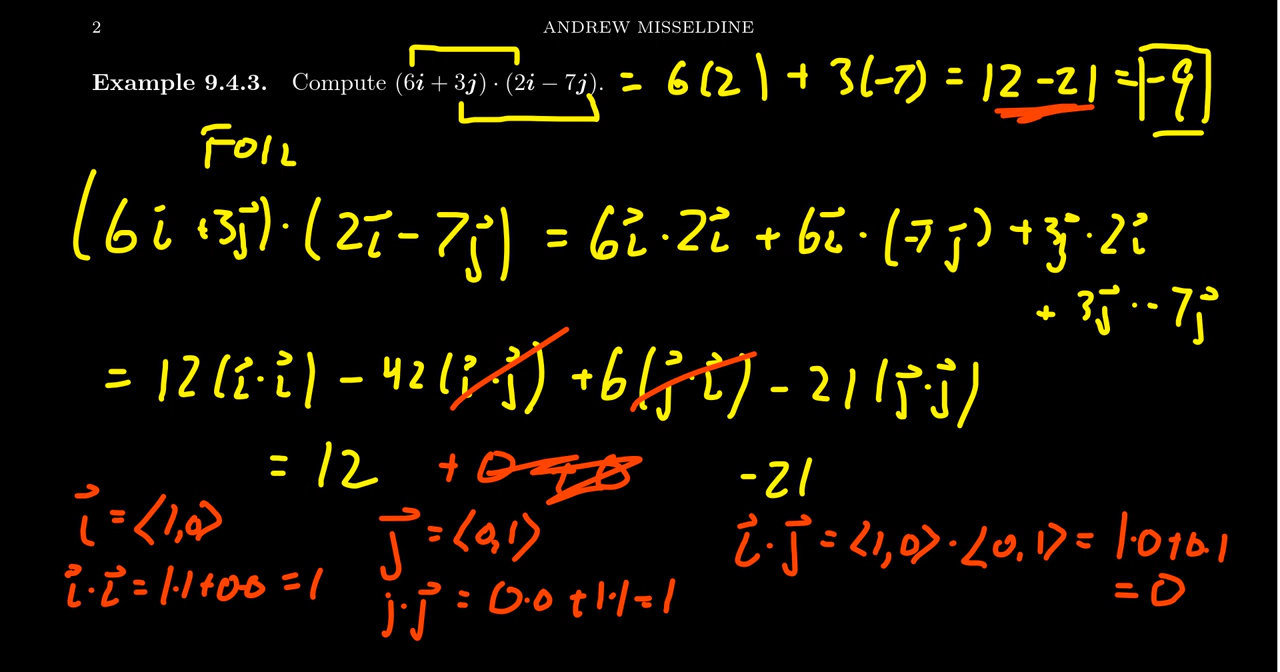 2 ANDREW MISSELDINE
Example 9.4.3. Compute (6i + 3j) · (2i − 7j). = 6(2) + 3(-7) = 12 - 21 = -9
FOIL
(6i + 3j⃗) · (2i⃗ - 7j⃗) = 6i⃗ · 2i⃗ + 6i⃗ · (-7j⃗) + 3j⃗ · 2i⃗
+ 3j⃗ · - 7j⃗
= 12(i⃗ · i⃗) - 42(i⃗ · j⃗) + 6(j⃗ · i⃗) - 21(j⃗ · j⃗)
= 12 + 0 + 0 - 21
i⃗ = ⟨1,0⟩ j⃗ = ⟨0,1⟩ i⃗ · j⃗ = ⟨1,0⟩ · ⟨0,1⟩ = 1·0 + 0·1
i⃗ · i⃗ = 1·1 + 0·0 = 1 j · j⃗ = 0·0 + 1·1 = 1 = 0